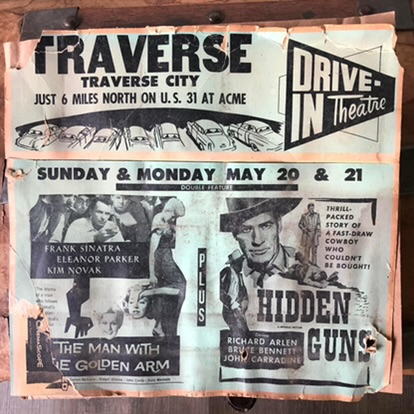 TRAVERSE
TRAVERSE CITY
JUST 6 MILES NORTH ON U.S. 31 AT ACME
DRIVE-
IN Theatre
SUNDAY & MONDAY MAY 20 & 21
DOUBLE FEATURE
FRANK SINATRA
ELEANOR PARKER
KIM NOVAK
THE MAN WITH
THE GOLDEN ARM
PLUS
THRILL-
PACKED
STORY OF
A FAST-DRAW
COWBOY
WHO
COULDN'T
BE BOUGHT!
HIDDEN
GUNS
RICHARD ARLEN
BRUCE BENNETT
JOHN CARRADINE